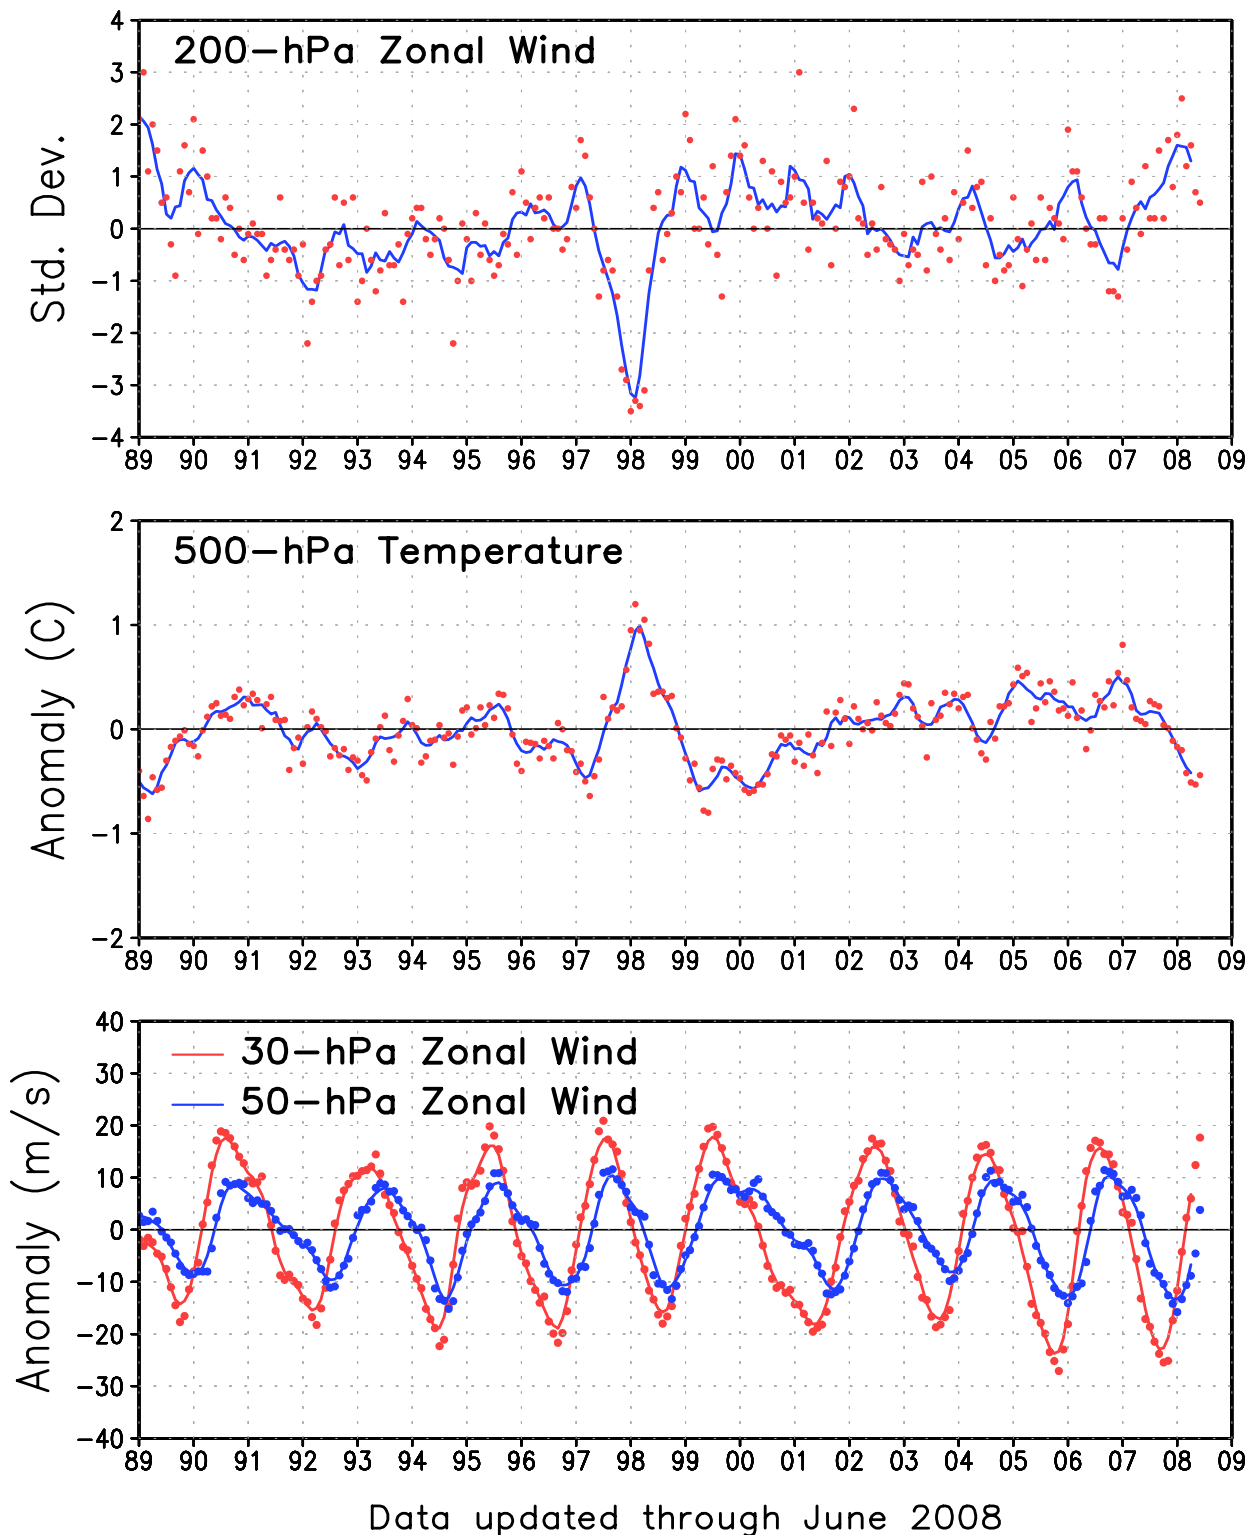 200-hPa Zonal Wind
Std. Dev.
4
3
2
1
0
-1
-2
-3
-4
89 90 91 92 93 94 95 96 97 98 99 00 01 02 03 04 05 06 07 08 09
500-hPa Temperature
Anomaly (C)
2
1
0
-1
-2
89 90 91 92 93 94 95 96 97 98 99 00 01 02 03 04 05 06 07 08 09
30-hPa Zonal Wind
50-hPa Zonal Wind
Anomaly (m/s)
40
30
20
10
0
-10
-20
-30
-40
89 90 91 92 93 94 95 96 97 98 99 00 01 02 03 04 05 06 07 08 09
Data updated through June 2008